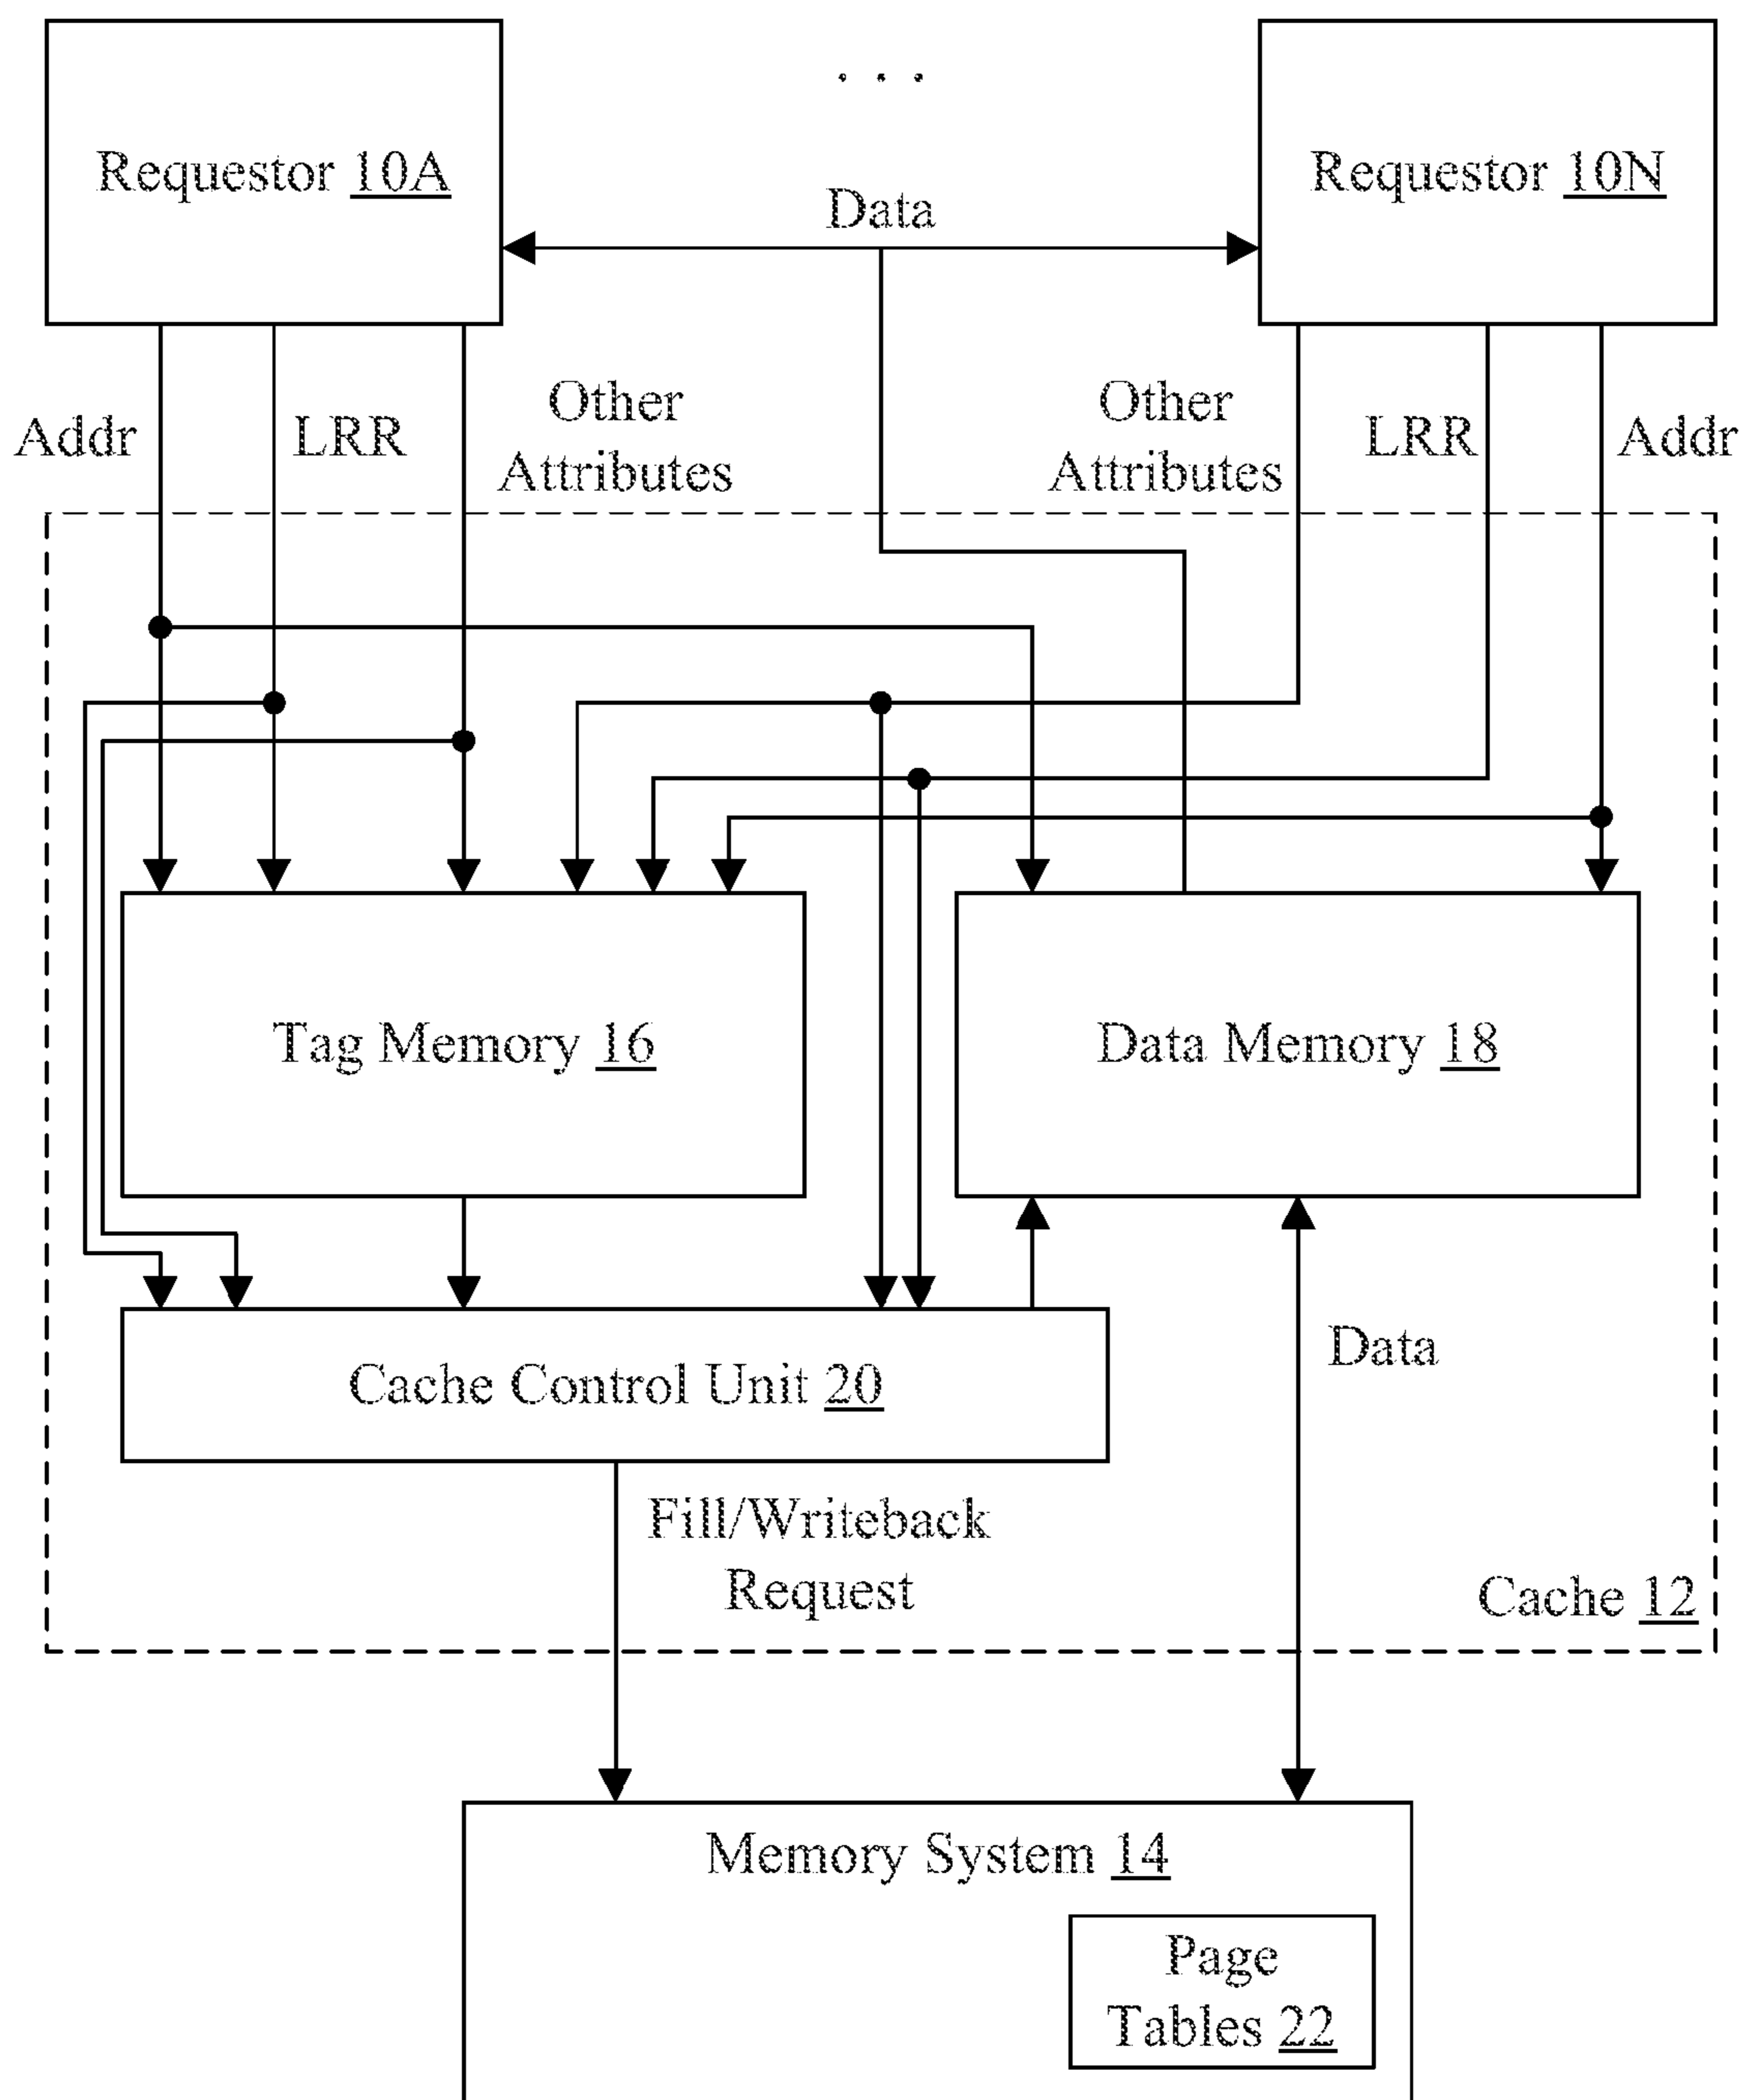 . . .
Requestor 10A
Requestor 10N
Data
Addr
LRR
Other
Attributes
Other
Attributes
LRR
Addr
Tag Memory 16
Data Memory 18
Cache Control Unit 20
Data
Fill/Writeback
Request
Cache 12
Memory System 14
Page
Tables 22